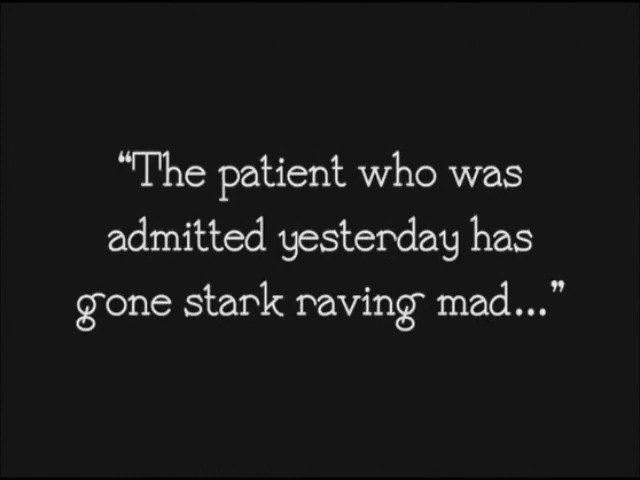 “The patient who was
admitted yesterday has
gone stark raving mad...”